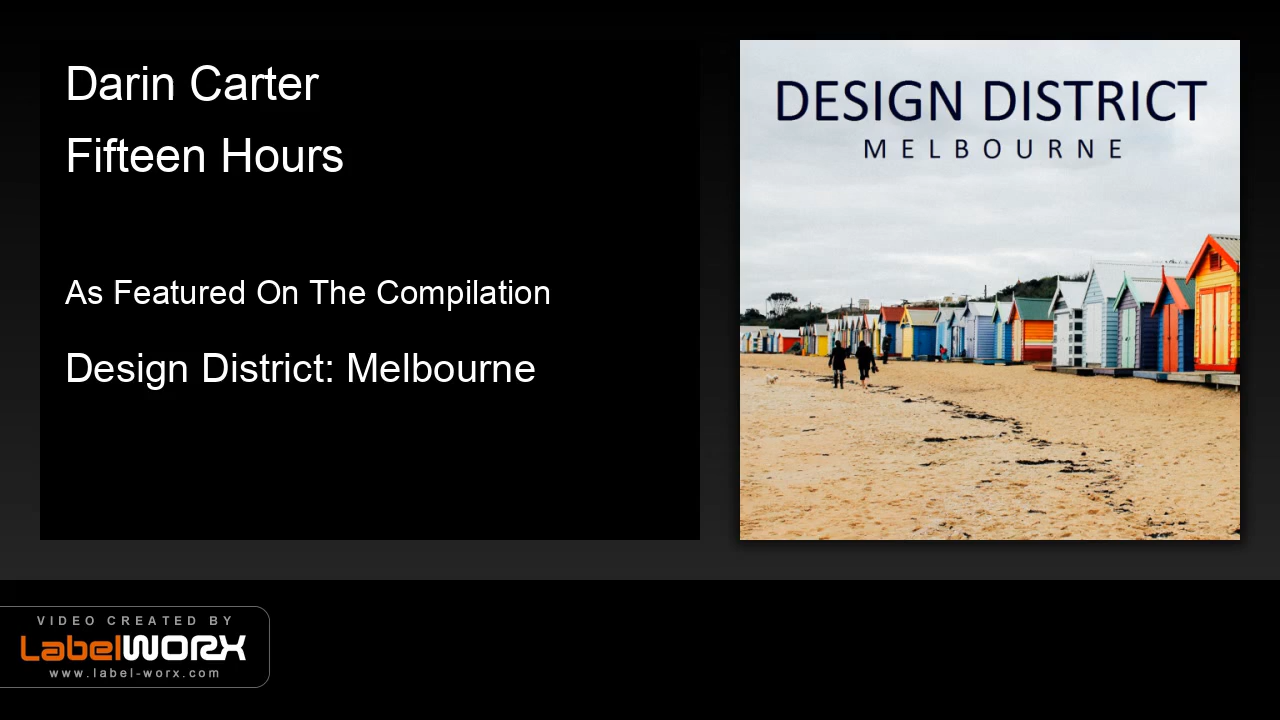 Darin Carter
Fifteen Hours
As Featured On The Compilation
Design District: Melbourne
DESIGN DISTRICT
MELBOURNE
VIDEO CREATED BY
LabelWORX
www.label-worx.com